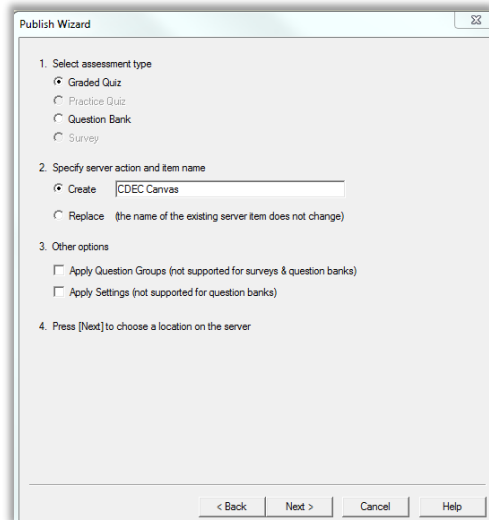 Publish Wizard
1. Select assessment type
Graded Quiz
Practice Quiz
Question Bank
Survey
2. Specify server action and item name
Create CDEC Canvas
Replace (the name of the existing server item does not change)
3. Other options
Apply Question Groups (not supported for surveys & question banks)
Apply Settings (not supported for question banks)
4. Press [Next] to choose a location on the server
< Back Next > Cancel Help